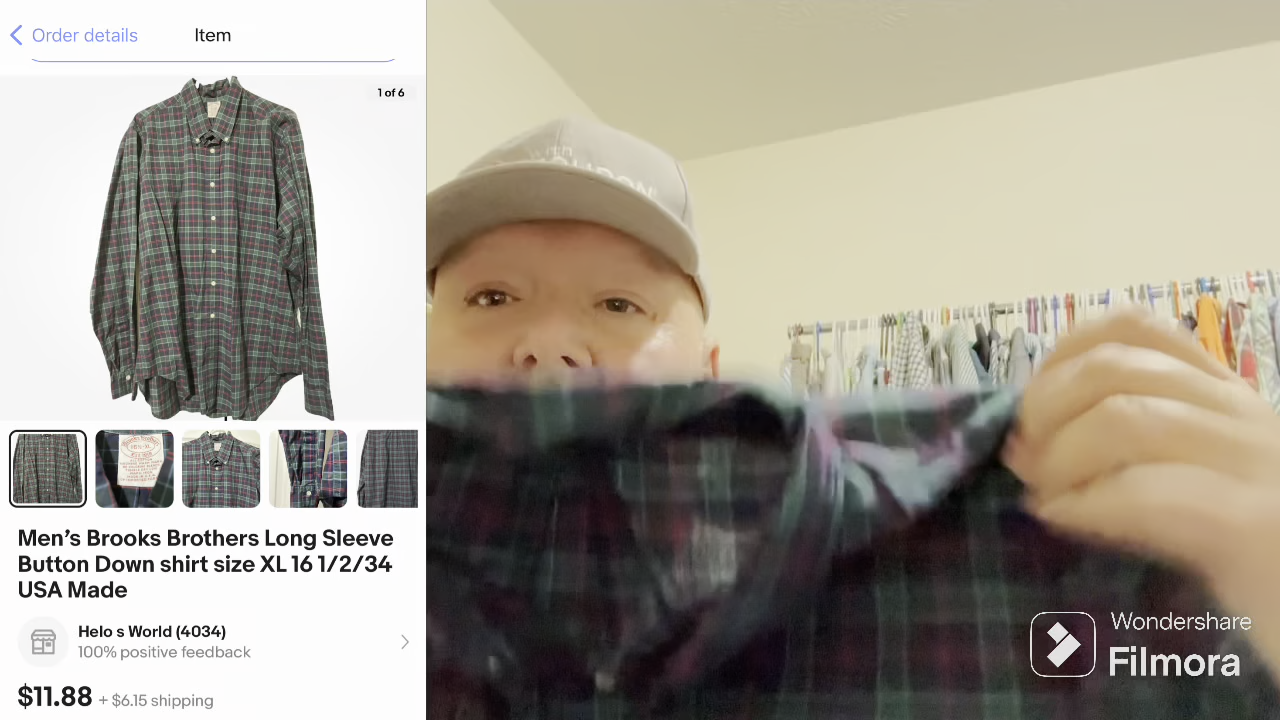 Order details
Item
1 of 6
Men’s Brooks Brothers Long Sleeve
Button Down shirt size XL 16 1/2/34
USA Made
Helo s World (4034)
100% positive feedback
$11.88 + $6.15 shipping
Wondershare
Filmora